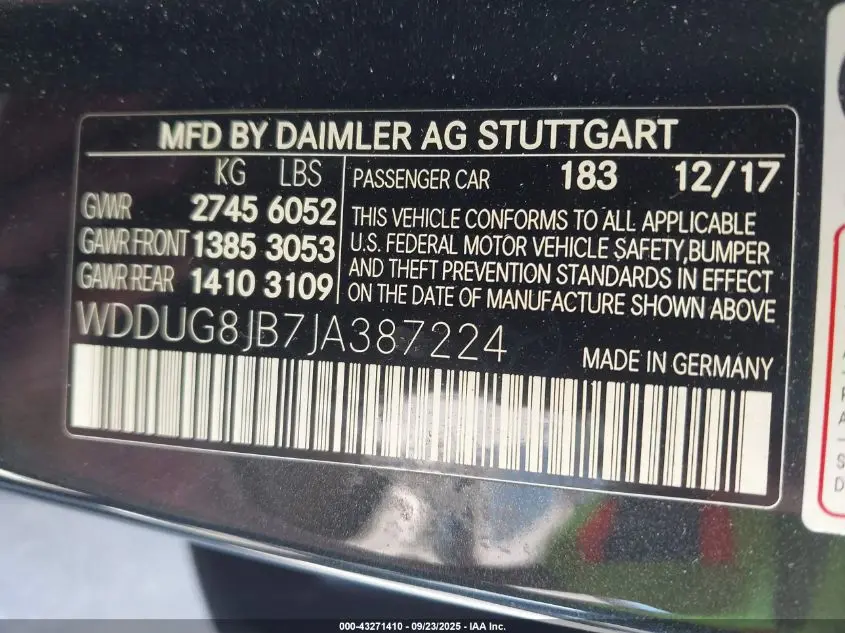 MFD BY DAIMLER AG STUTTGART
KG LBS
GVWR 2745 6052
GAWR FRONT 1385 3053
GAWR REAR 1410 3109
PASSENGER CAR 183 12/17
THIS VEHICLE CONFORMS TO ALL APPLICABLE
U.S. FEDERAL MOTOR VEHICLE SAFETY,BUMPER
AND THEFT PREVENTION STANDARDS IN EFFECT
ON THE DATE OF MANUFACTURE SHOWN ABOVE
WDDUG8JB7JA387224
MADE IN GERMANY
000-43271410 - 09/23/2025 - IAA Inc.